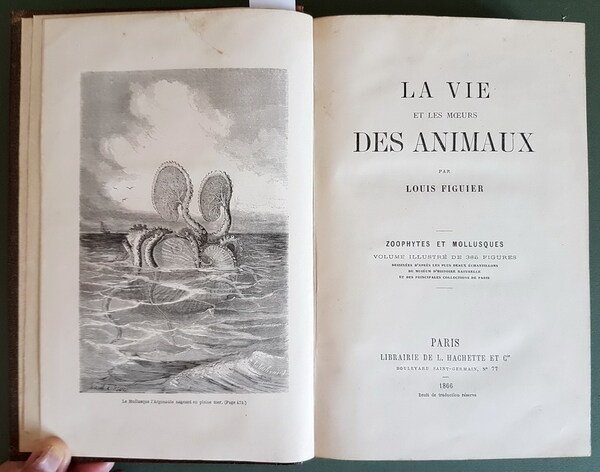 Le Mollusque l'Argonaute nageant en pleine mer. (Page 473.)
LA VIE
ET LES MŒURS
DES ANIMAUX
PAR
LOUIS FIGUIER
ZOOPHYTES ET MOLLUSQUES
VOLUME ILLUSTRÉ DE 385 FIGURES
DESSINÉES D'APRÈS LES PLUS BEAUX ÉCHANTILLONS
DU MUSÉUM D'HISTOIRE NATURELLE
ET DES PRINCIPALES COLLECTIONS DE PARIS
PARIS
LIBRAIRIE DE L. HACHETTE ET Cie
BOULEVARD SAINT-GERMAIN, N° 77
1866
Droit de traduction réservé